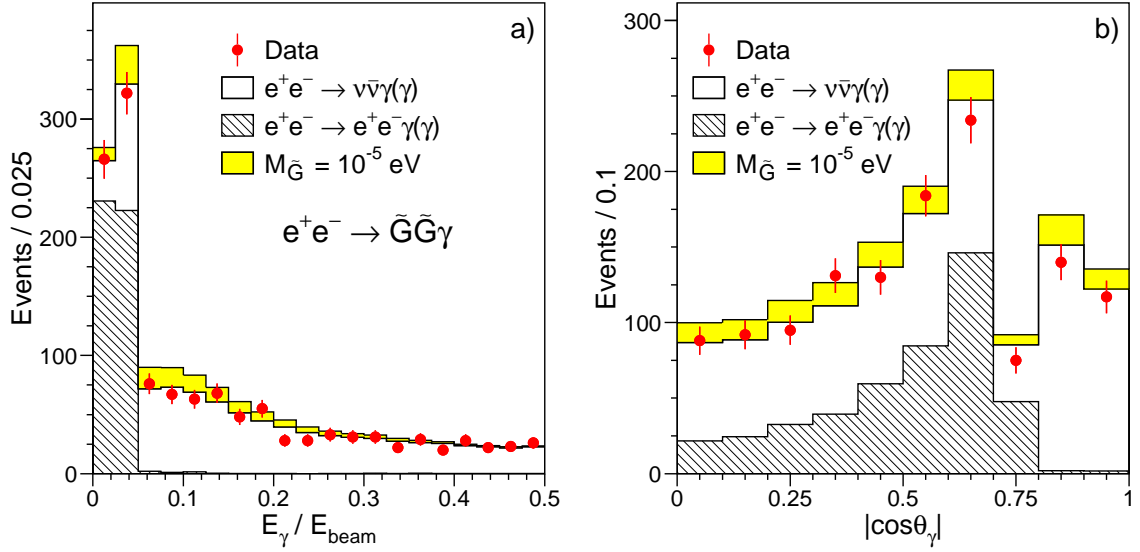 a)
Data
e⁺e⁻ → νν̄γ(γ)
e⁺e⁻ → e⁺e⁻γ(γ)
M_G̃ = 10⁻⁵ eV
e⁺e⁻ → G̃G̃γ
Events / 0.025
300
200
100
0
0 0.1 0.2 0.3 0.4 0.5
E_γ / E_beam
b)
Data
e⁺e⁻ → νν̄γ(γ)
e⁺e⁻ → e⁺e⁻γ(γ)
M_G̃ = 10⁻⁵ eV
Events / 0.1
300
200
100
0
0 0.25 0.5 0.75 1
|cosθ_γ|